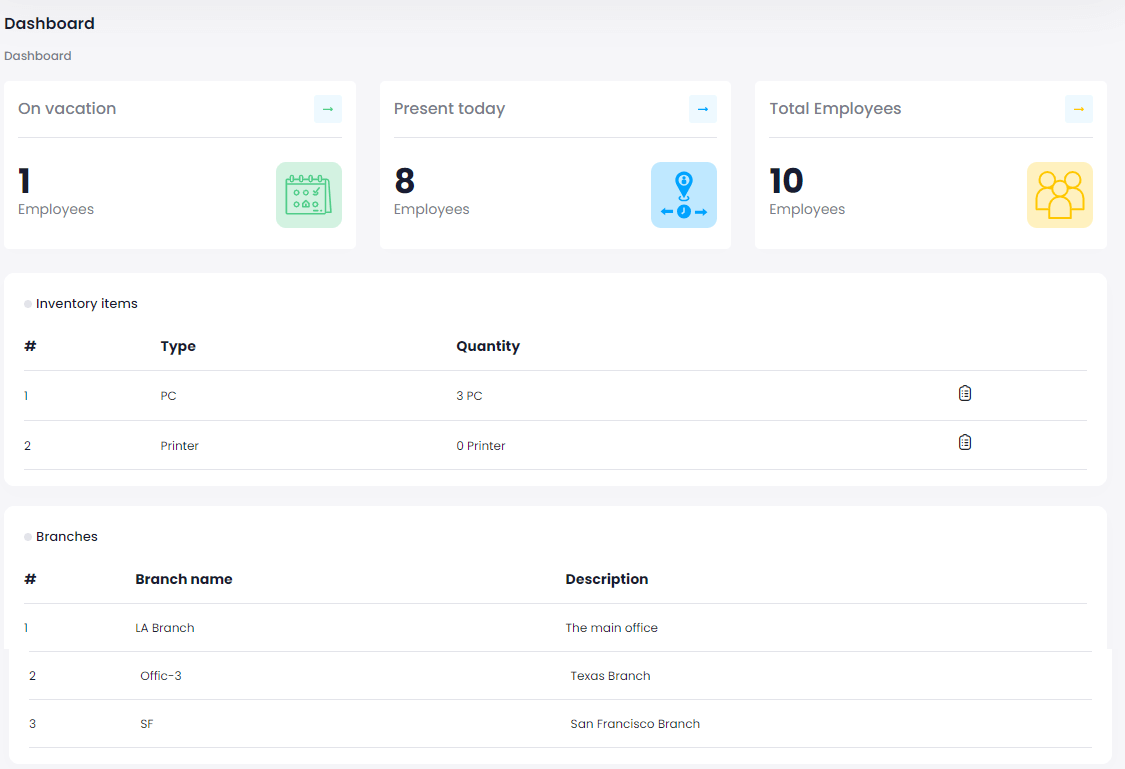 Dashboard
Dashboard
On vacation →
Present today →
Total Employees →
1
Employees
8
Employees
10
Employees
Inventory items
# Type Quantity
1 PC 3 PC
2 Printer 0 Printer
Branches
# Branch name Description
1 LA Branch The main office
2 Offic-3 Texas Branch
3 SF San Francisco Branch